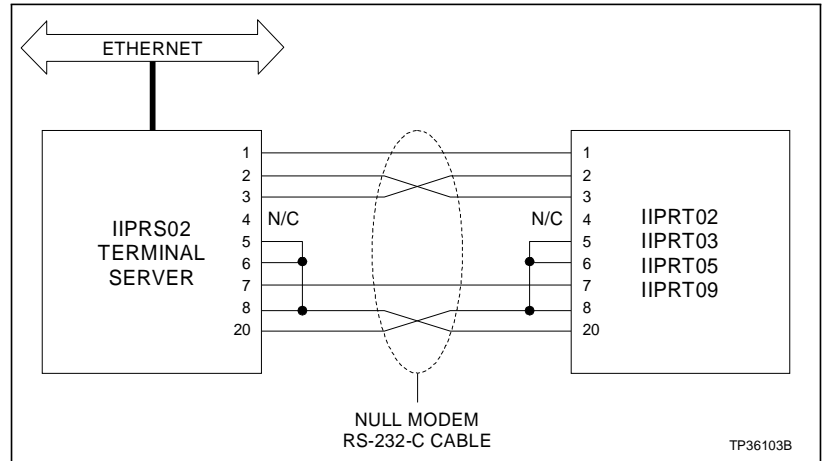 ETHERNET
IIPRS02
TERMINAL
SERVER
1
2
3
4
5
6
7
8
20
N/C
N/C
1
2
3
4
5
6
7
8
20
IIPRT02
IIPRT03
IIPRT05
IIPRT09
NULL MODEM
RS-232-C CABLE
TP36103B